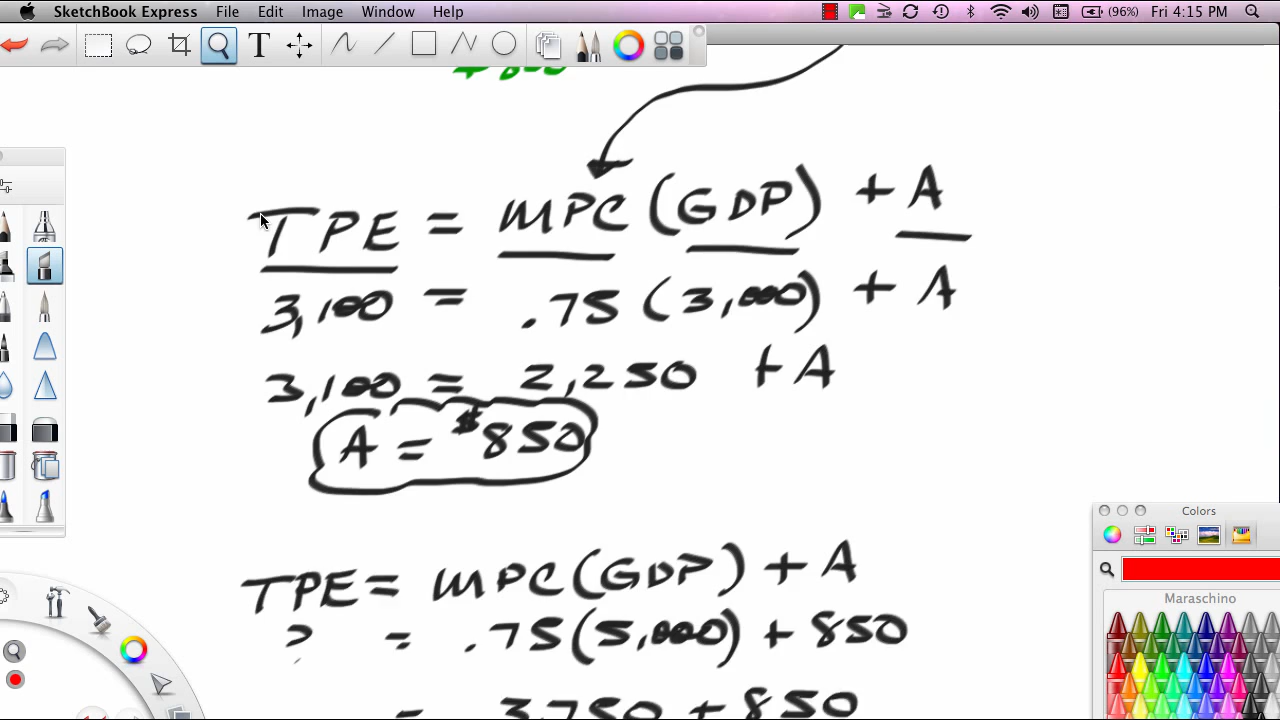 SketchBook Express File Edit Image Window Help (96%) Fri 4:15 PM
T
TPE = MPC (GDP) + A
3,100 = .75 (3,000) + A
3,100 = 2,250 + A
A = $850
Colors
TPE = MPC (GDP) + A
Maraschino
? = .75 (5,000) + 850
= 3,750 + 850